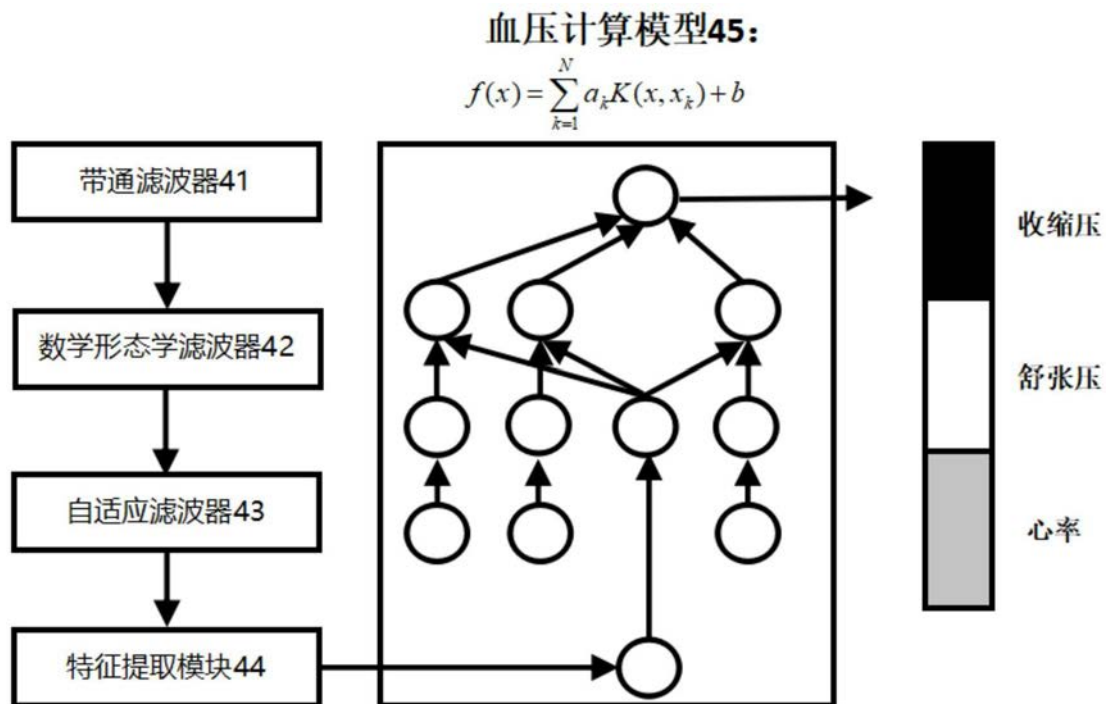 血压计算模型45：
f(x)=\sum_{k=1}^{N} a_k K(x, x_k)+b
带通滤波器41
数学形态学滤波器42
自适应滤波器43
特征提取模块44
收缩压
舒张压
心率